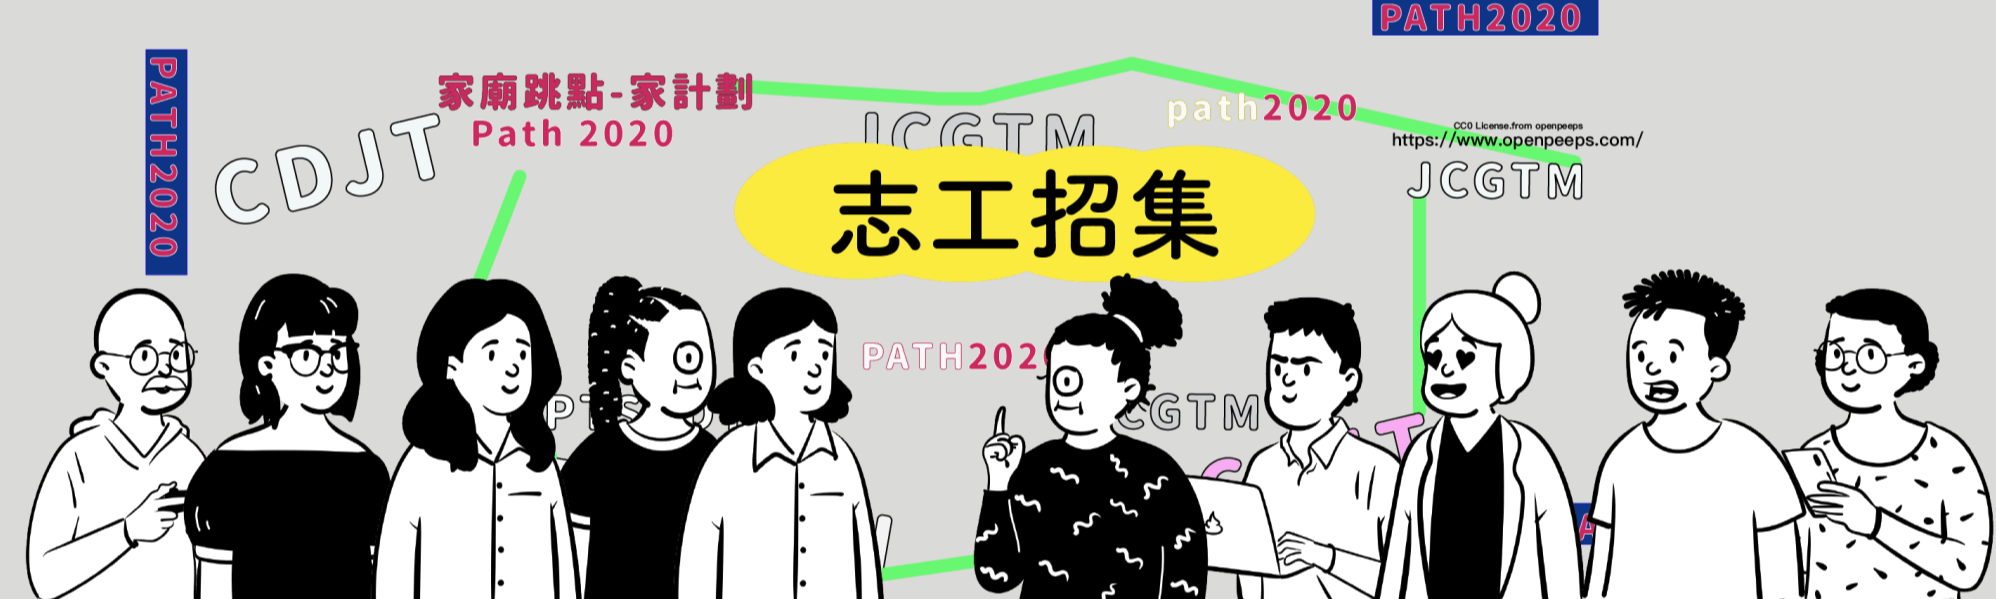 PATH2020
PATH2020
家廟跳點-家計劃
Path 2020
CDJT
JCGTM
path2020
CC0 License.from openpeeps
https://www.openpeeps.com/
JCGTM
志工招集
PATH202
CGTM